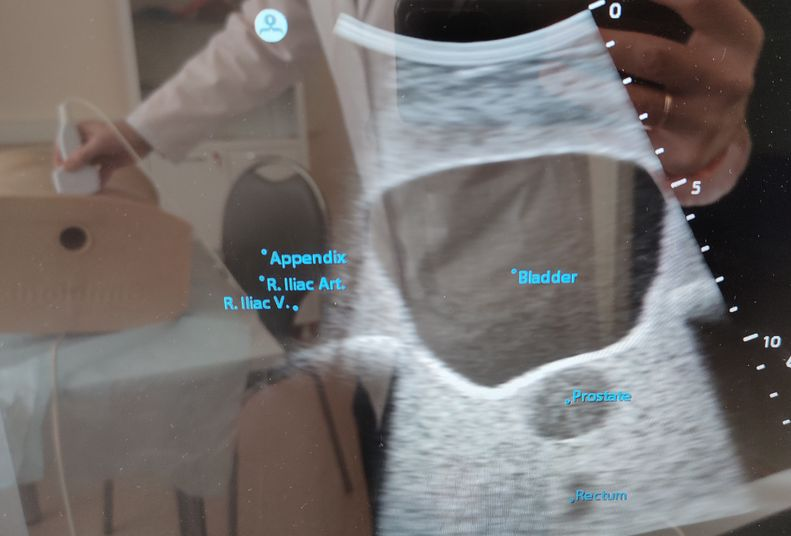 0
5
Appendix
Bladder
R. Iliac Art.
R. Iliac V.
10
Prostate
Rectum